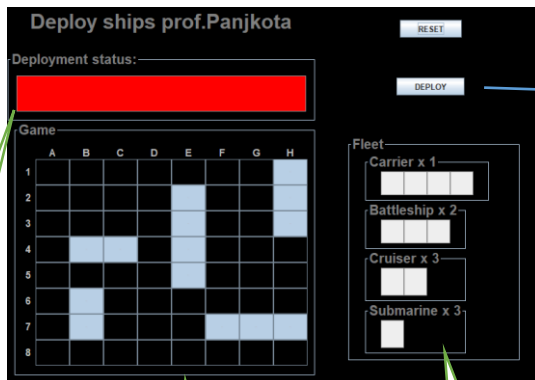 Deploy ships prof.Panjkota
RESET
Deployment status:
DEPLOY
Game
A B C D E F G H
1
2
3
4
5
6
7
8
Fleet
Carrier x 1
Battleship x 2
Cruiser x 3
Submarine x 3